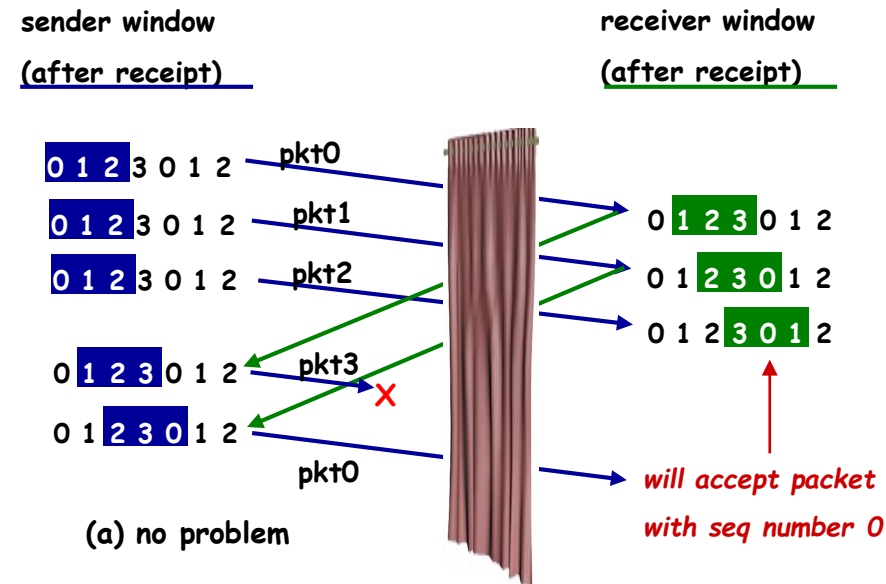 sender window
(after receipt)
receiver window
(after receipt)
0 1 2 3 0 1 2
pkt0
0 1 2 3 0 1 2
pkt1
0 1 2 3 0 1 2
0 1 2 3 0 1 2
pkt2
0 1 2 3 0 1 2
0 1 2 3 0 1 2
0 1 2 3 0 1 2
pkt3
X
0 1 2 3 0 1 2
pkt0
will accept packet
with seq number 0
(a) no problem